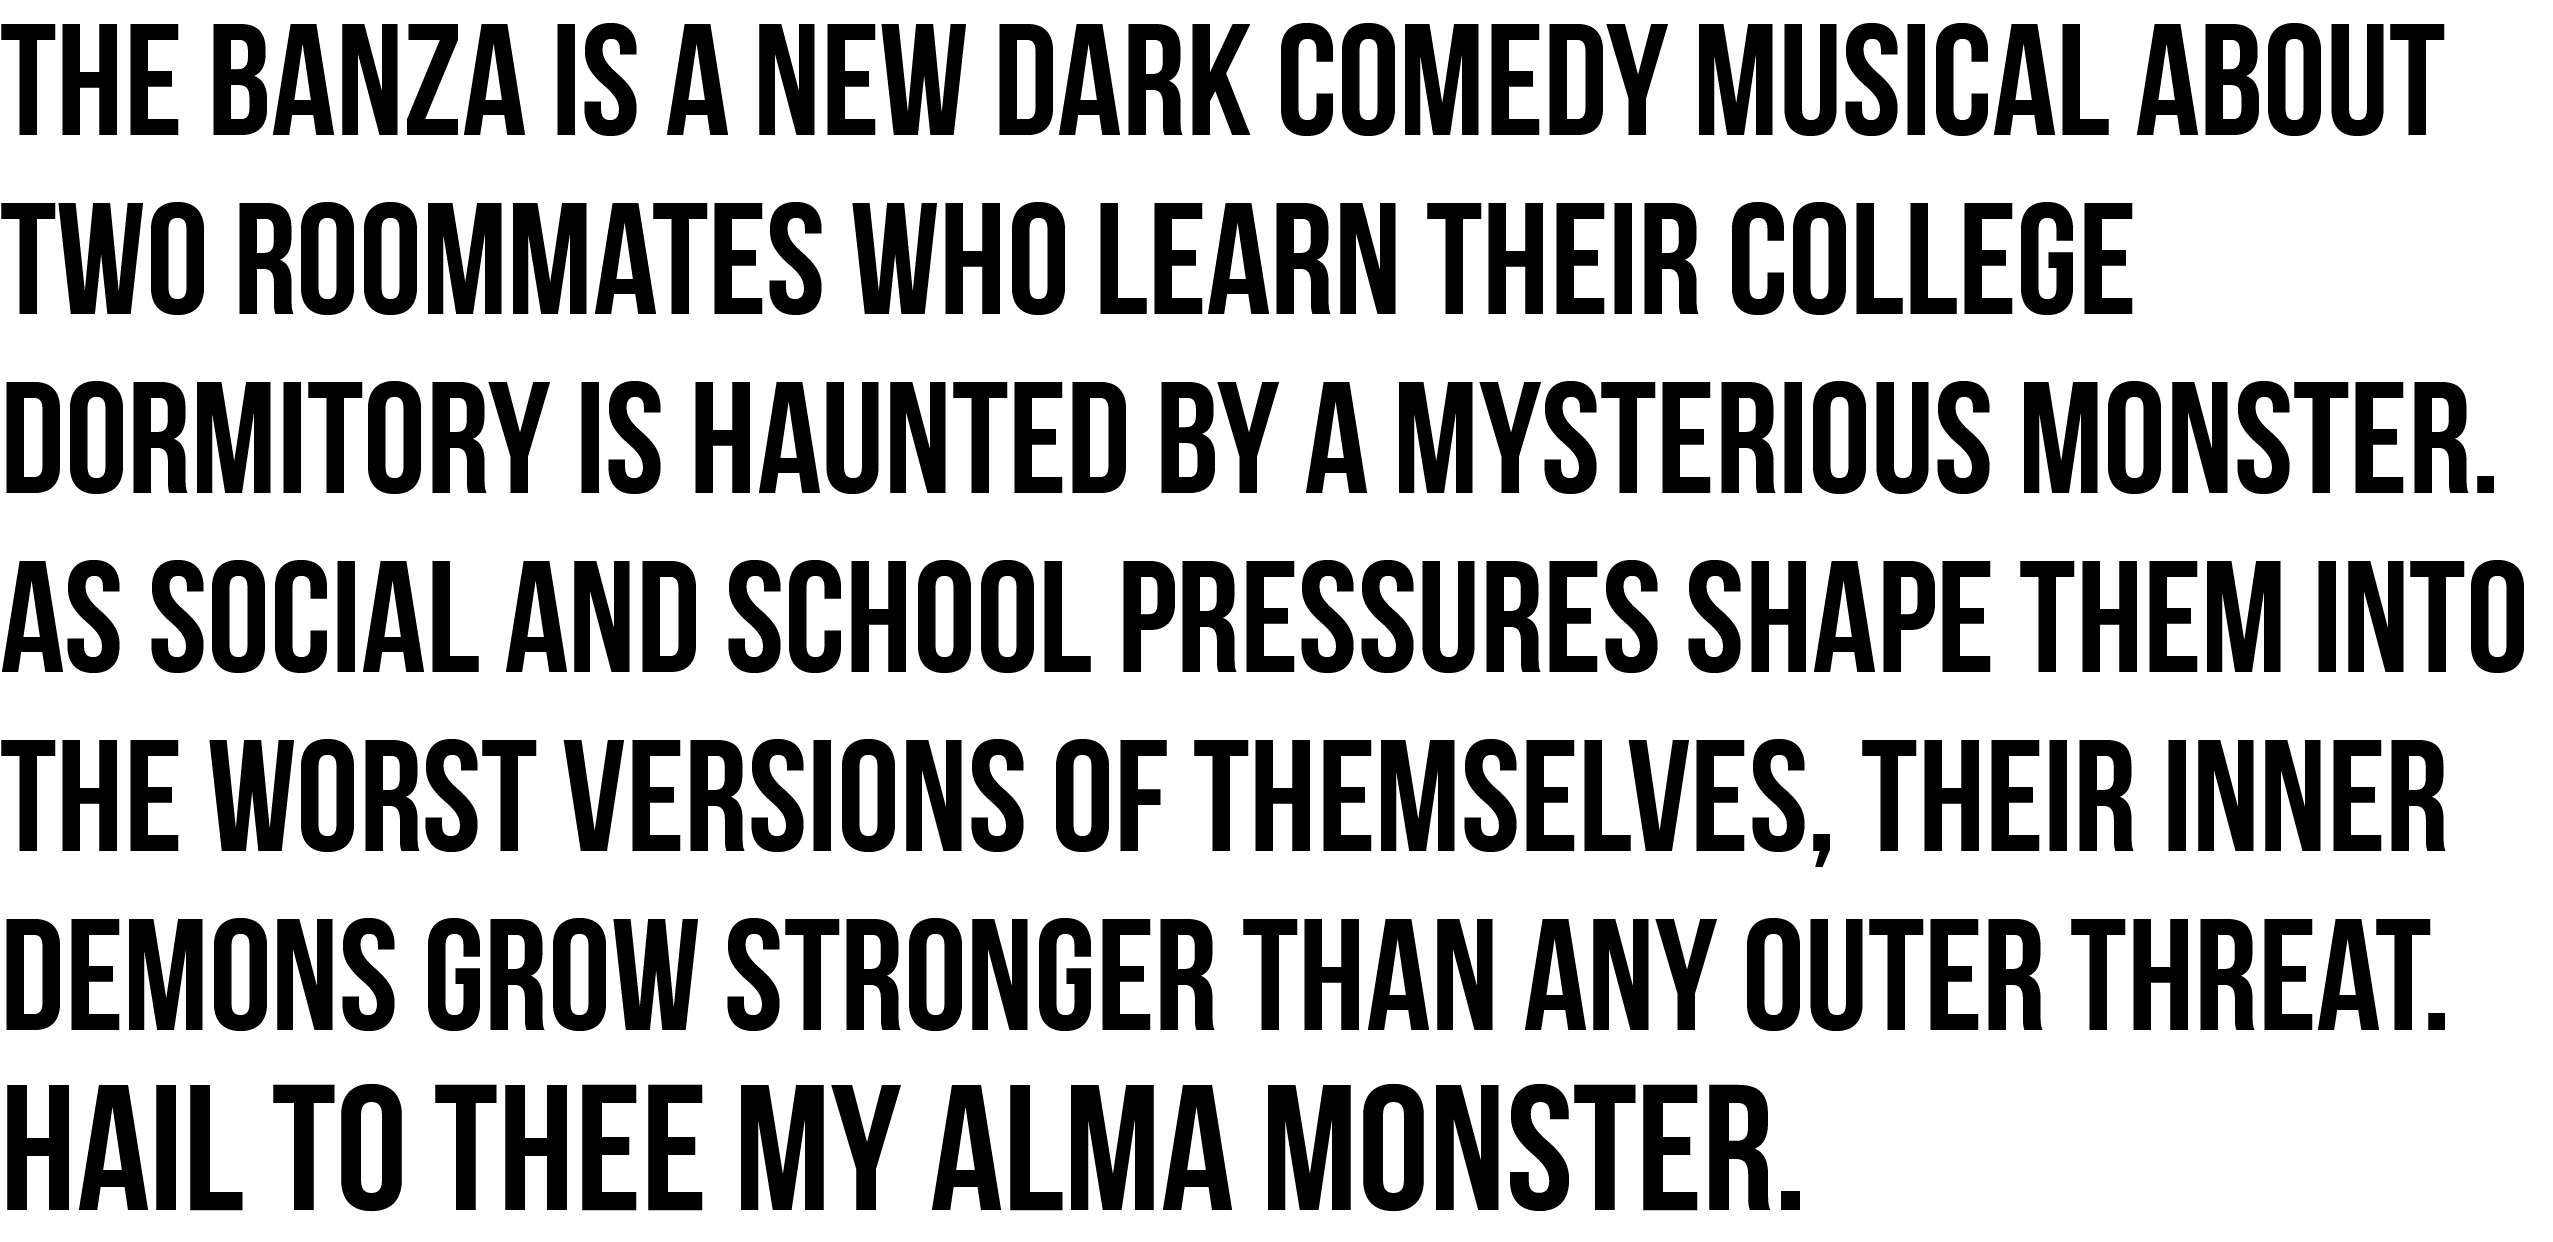 THE BANZA IS A NEW DARK COMEDY MUSICAL ABOUT
TWO ROOMMATES WHO LEARN THEIR COLLEGE
DORMITORY IS HAUNTED BY A MYSTERIOUS MONSTER.
AS SOCIAL AND SCHOOL PRESSURES SHAPE THEM INTO
THE WORST VERSIONS OF THEMSELVES, THEIR INNER
DEMONS GROW STRONGER THAN ANY OUTER THREAT.
HAIL TO THEE MY ALMA MONSTER.